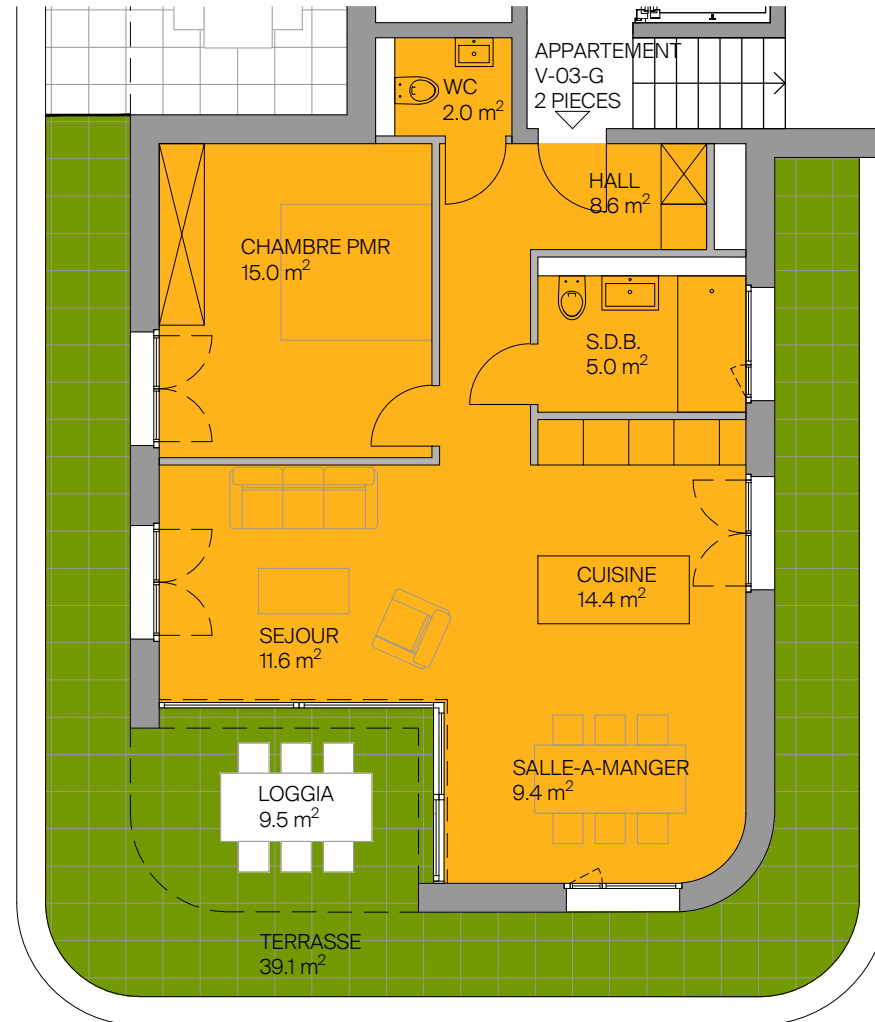 APPARTEMENT
V-03-G
2 PIECES
WC
2.0 m²
HALL
8.6 m²
CHAMBRE PMR
15.0 m²
S.D.B.
5.0 m²
CUISINE
14.4 m²
SEJOUR
11.6 m²
SALLE-A-MANGER
9.4 m²
LOGGIA
9.5 m²
TERRASSE
39.1 m²